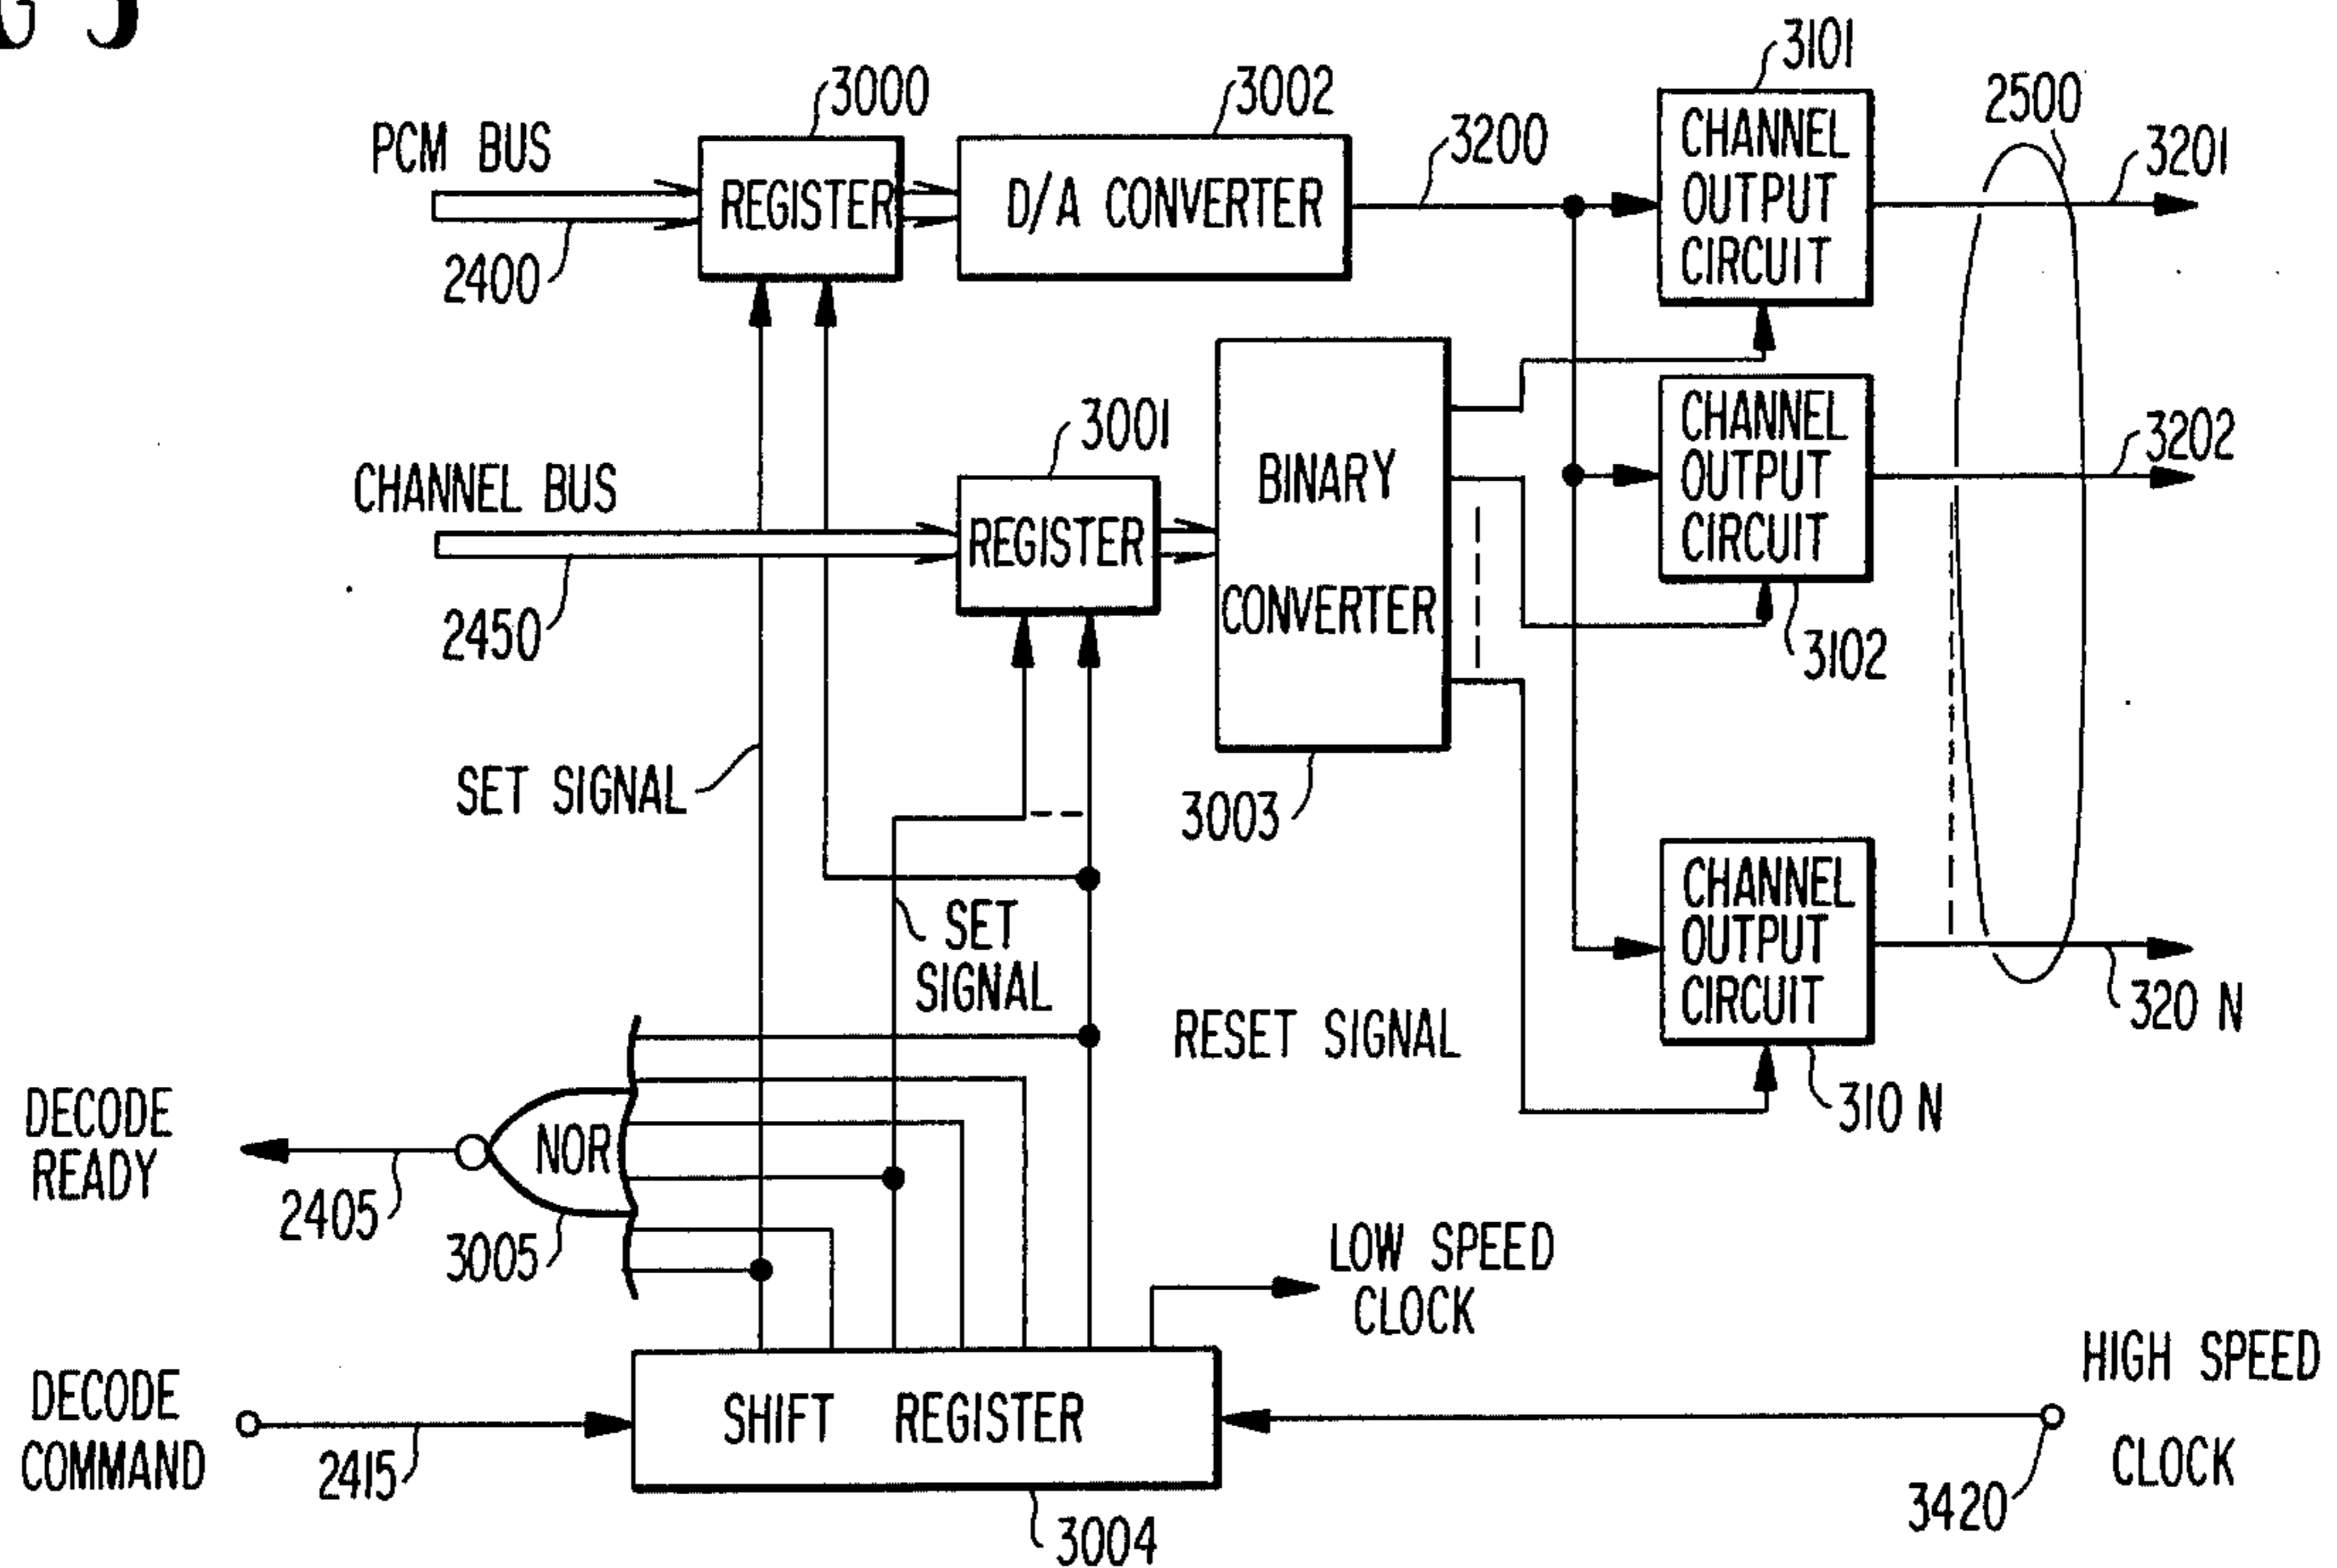 3101
3000
3002
2500
PCM BUS
3200
3201
CHANNEL
OUTPUT
CIRCUIT
REGISTER
D/A CONVERTER
2400
3001
CHANNEL BUS
BINARY
CONVERTER
CHANNEL
OUTPUT
CIRCUIT
3202
REGISTER
2450
3102
SET SIGNAL
3003
CHANNEL
OUTPUT
CIRCUIT
SET
SIGNAL
RESET SIGNAL
320 N
310 N
DECODE
READY
NOR
2405
3005
LOW SPEED
CLOCK
HIGH SPEED
CLOCK
DECODE
COMMAND
2415
SHIFT REGISTER
3420
3004